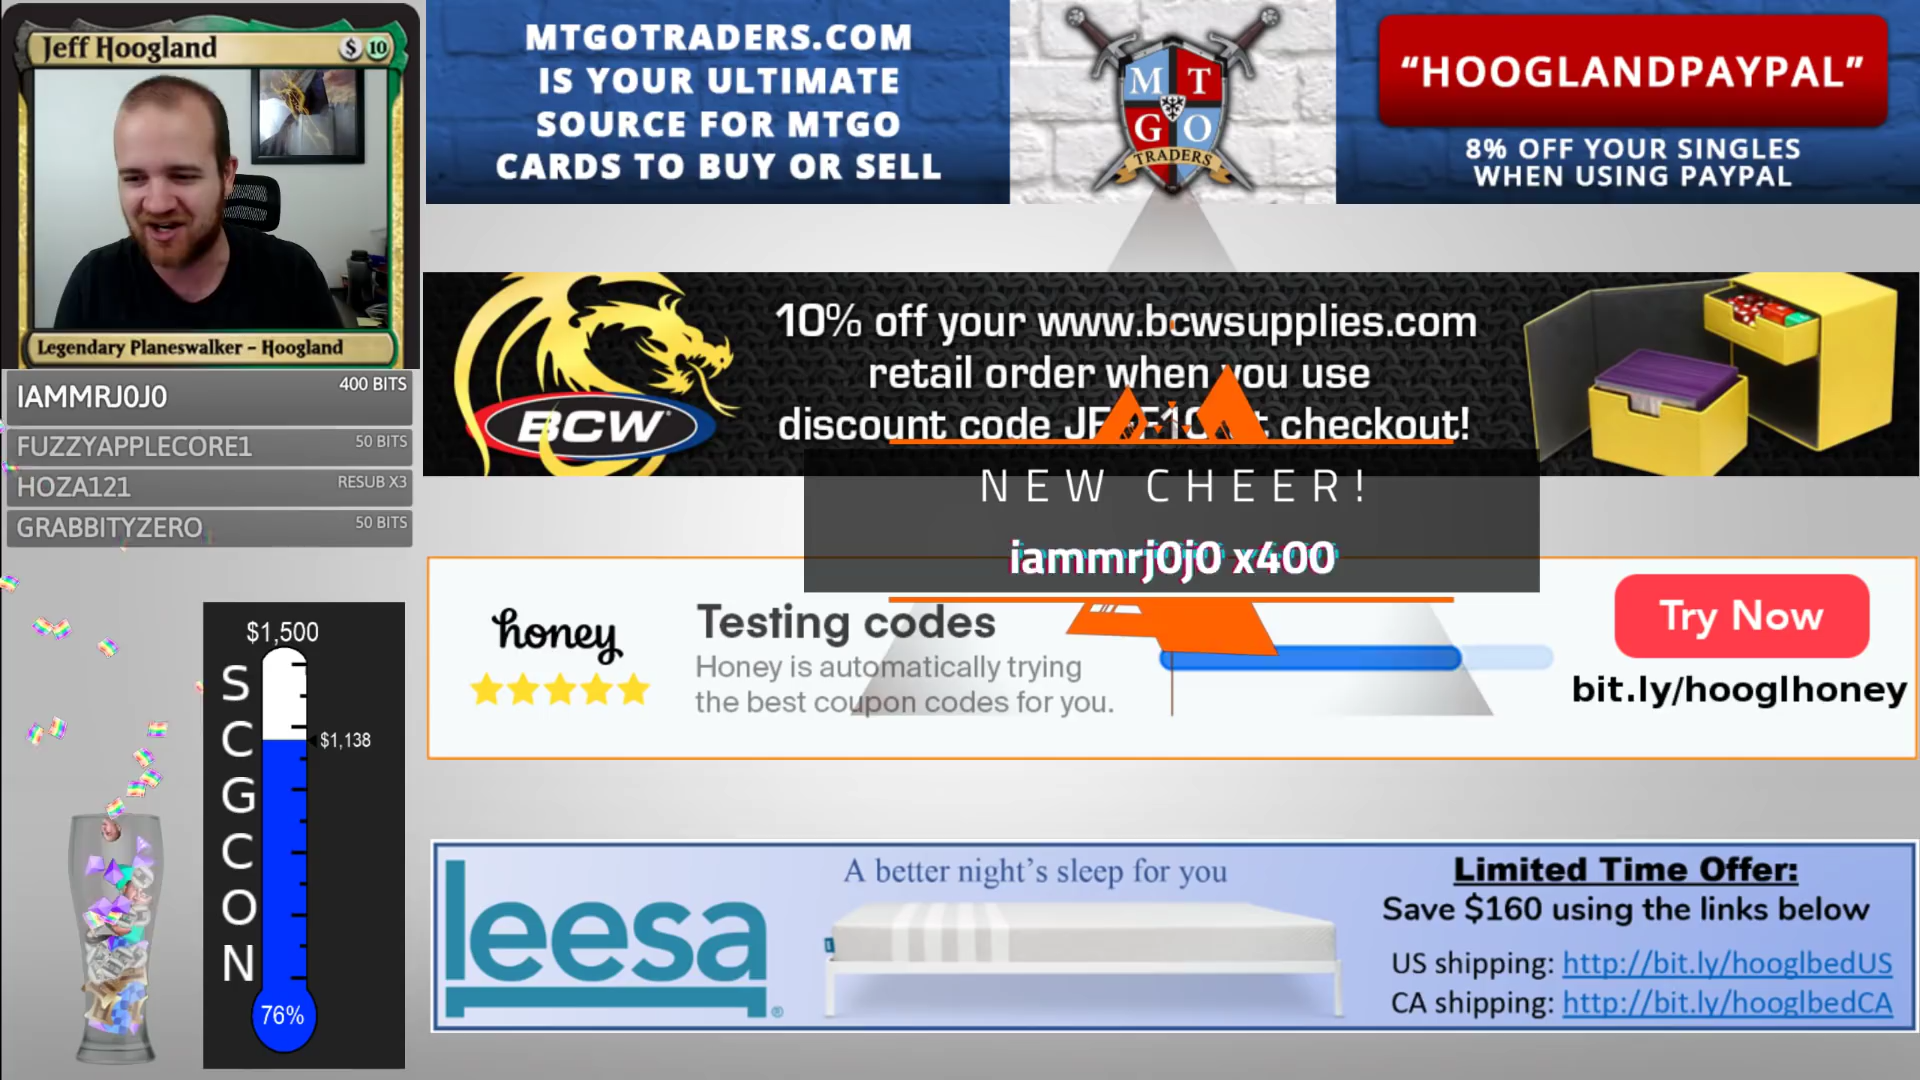 Jeff Hoogland
$ 10
Legendary Planeswalker - Hoogland
IAMMRJ0J0 400 BITS
FUZZYAPPLECORE1 50 BITS
HOZA121 RESUB X3
GRABBITYZERO 50 BITS
$1,500
SCGCON
$1,138
76%
MTGOTRADERS.COM
IS YOUR ULTIMATE
SOURCE FOR MTGO
CARDS TO BUY OR SELL
M T
G O
TRADERS
“HOOGLANDPAYPAL”
8% OFF YOUR SINGLES
WHEN USING PAYPAL
BCW
10% off your www.bcwsupplies.com
retail order when you use
discount code checkout!
NEW CHEER!
iammrj0j0 x400
honey
Testing codes
Honey is automatically trying
the best coupon codes for you.
Try Now
bit.ly/hooglhoney
leesa®
A better night's sleep for you
Limited Time Offer:
Save $160 using the links below
US shipping: http://bit.ly/hooglbedUS
CA shipping: http://bit.ly/hooglbedCA